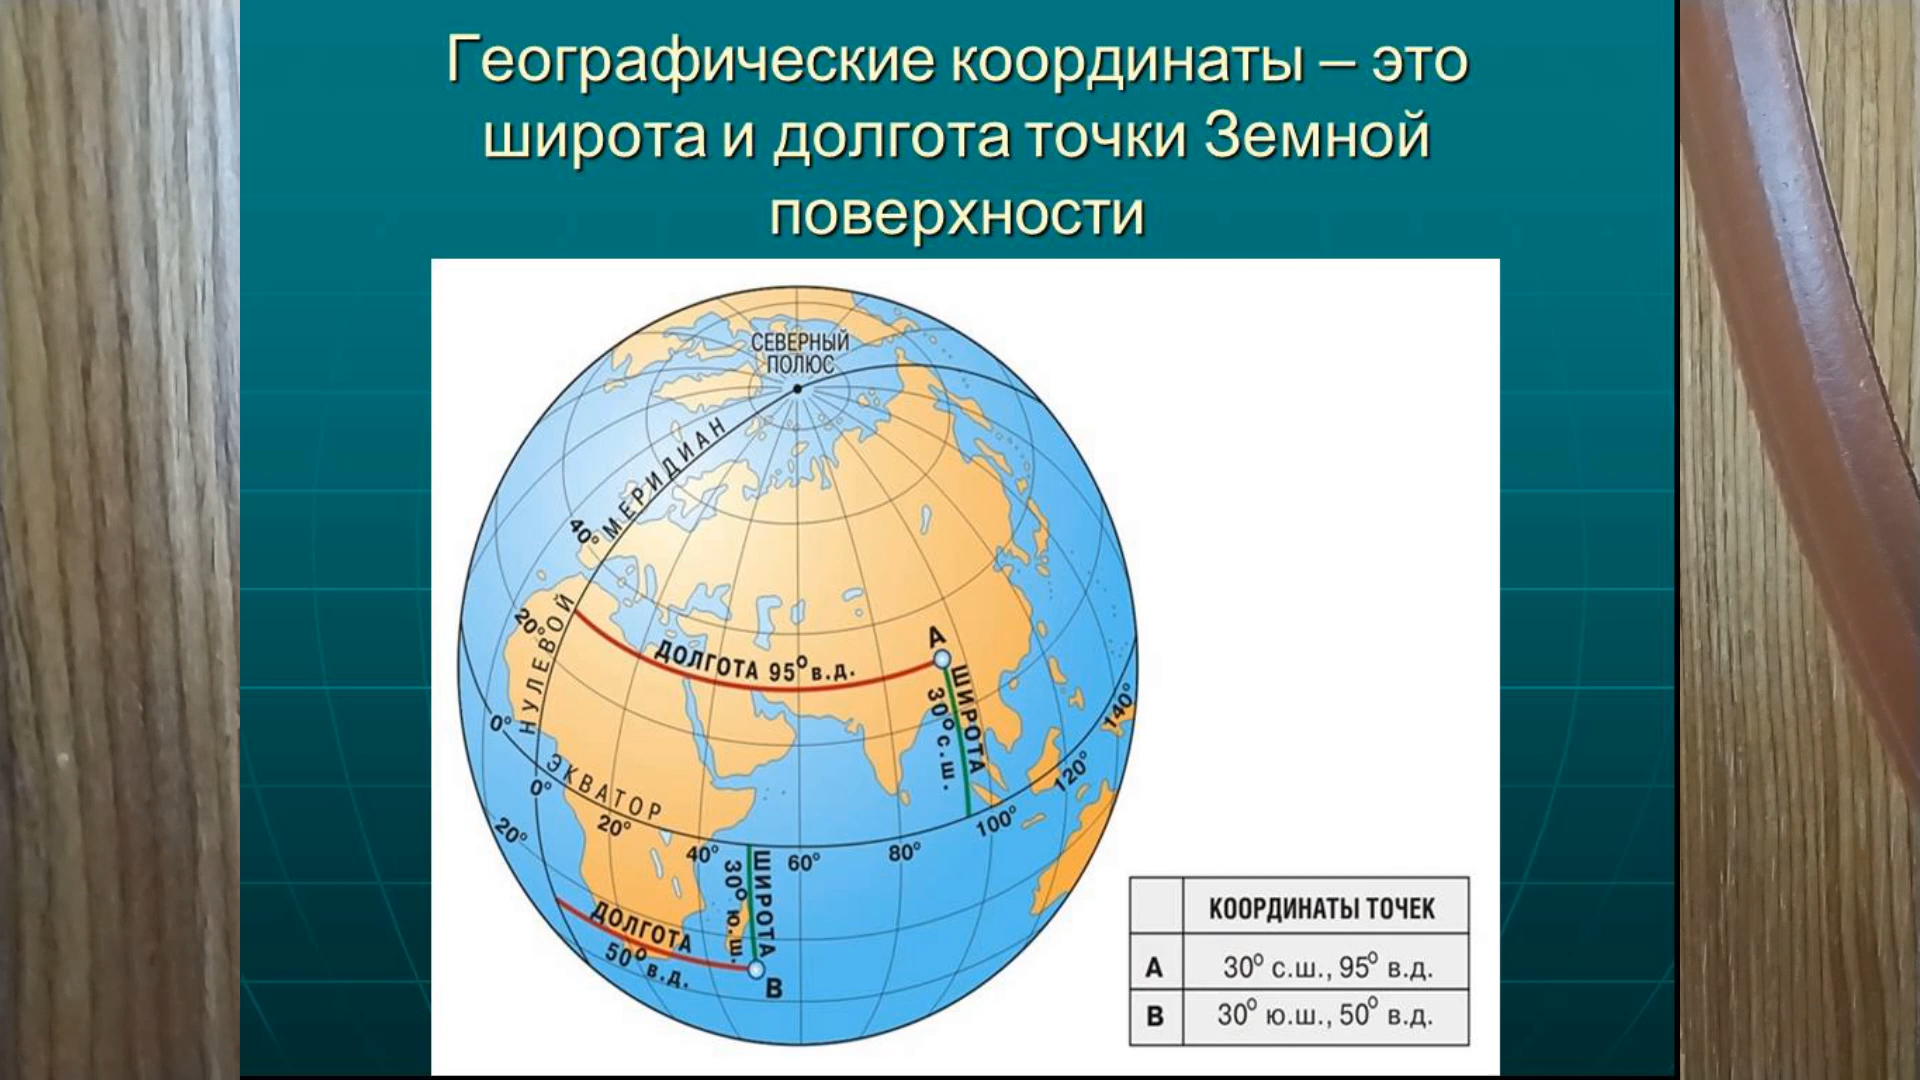 Географические координаты – это
широта и долгота точки Земной
поверхности
СЕВЕРНЫЙ
ПОЛЮС
НУЛЕВОЙ МЕРИДИАН
40°
20°
0°
ДОЛГОТА 95° в.д.
А
ШИРОТА
30° с.ш.
ЭКВАТОР
0°
20°
40°
60°
80°
100°
120°
140°
20°
ШИРОТА
30° ю.ш.
ДОЛГОТА
50° в.д.
В
КООРДИНАТЫ ТОЧЕК
А 30° с.ш., 95° в.д.
В 30° ю.ш., 50° в.д.